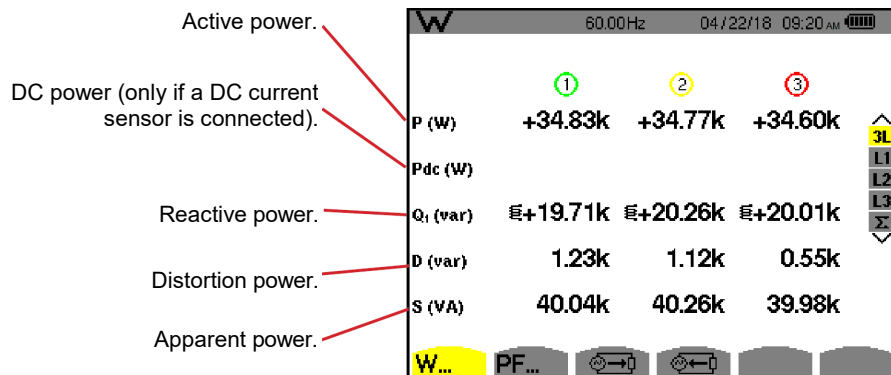 Active power.
DC power (only if a DC current
sensor is connected).
Reactive power.
Distortion power.
Apparent power.
W 60.00Hz 04/22/18 09:20 AM
1 2 3
P (W) +34.83k +34.77k +34.60k
Pdc (W)
Q₁ (var) +19.71k +20.26k +20.01k
D (var) 1.23k 1.12k 0.55k
S (VA) 40.04k 40.26k 39.98k
3L
L1
L2
L3
Σ
W... PF...